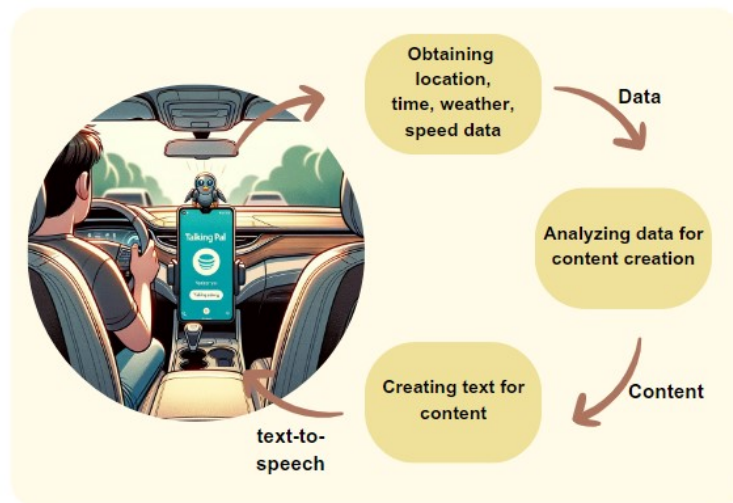 Obtaining
location,
time, weather,
speed data
Data
Analyzing data for
content creation
Content
Creating text for
content
text-to-
speech
Talking Pal